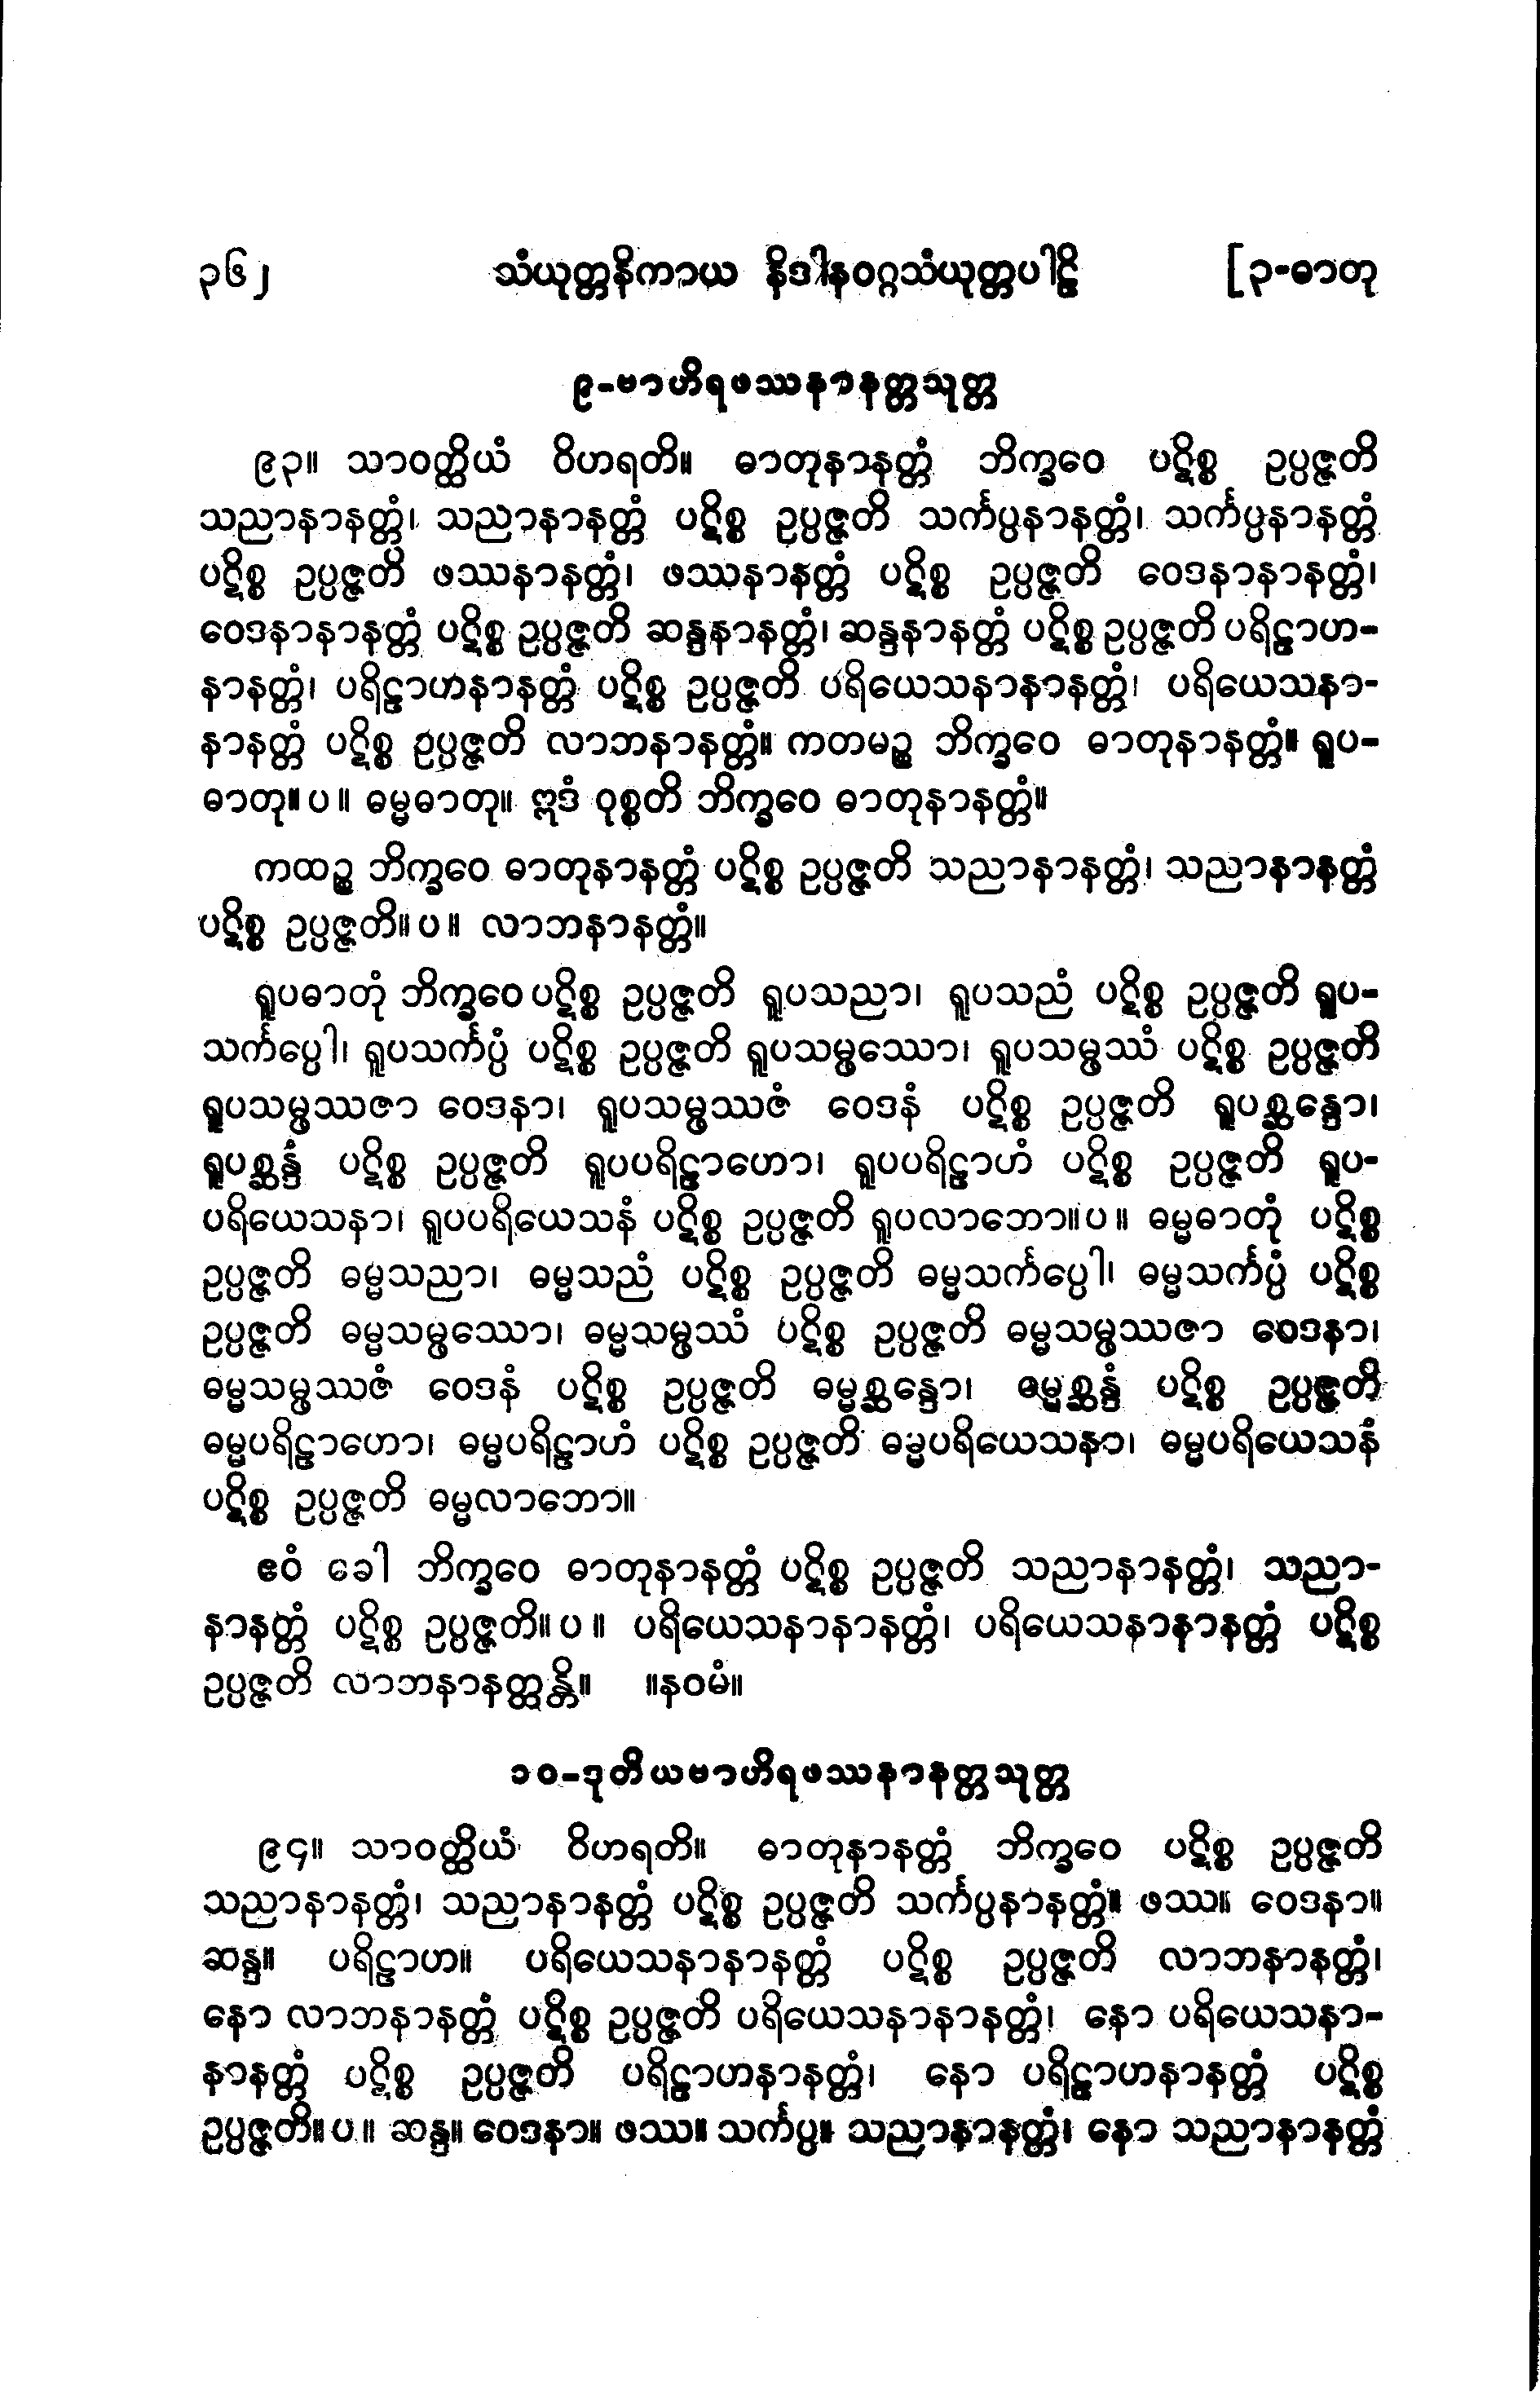 ၃၆၂ သံယုတ္တနိကာယ နိဒါနဝဂ္ဂသံယုတ္တပါဠိ [၃-ဓာတု
၉-ဗာဟိရဖဿနာနတ္တသုတ္တ
၉၃။ သာဝတ္ထိယံ ဝိဟရတိ။ ဓာတုနာနတ္တံ ဘိက္ခဝေ ပဋိစ္စ ဥပ္ပဇ္ဇတိ
သညာနာနတ္တံ၊ သညာနာနတ္တံ ပဋိစ္စ ဥပ္ပဇ္ဇတိ သင်္ကပ္ပနာနတ္တံ၊ သင်္ကပ္ပနာနတ္တံ
ပဋိစ္စ ဥပ္ပဇ္ဇတိ ဖဿနာနတ္တံ၊ ဖဿနာနတ္တံ ပဋိစ္စ ဥပ္ပဇ္ဇတိ ဝေဒနာနာနတ္တံ၊
ဝေဒနာနာနတ္တံ ပဋိစ္စ ဥပ္ပဇ္ဇတိ ဆန္ဒနာနတ္တံ၊ ဆန္ဒနာနတ္တံ ပဋိစ္စ ဥပ္ပဇ္ဇတိ ပရိဠာဟ-
နာနတ္တံ၊ ပရိဠာဟနာနတ္တံ ပဋိစ္စ ဥပ္ပဇ္ဇတိ ပရိယေသနာနာနတ္တံ၊ ပရိယေသနာ-
နာနတ္တံ ပဋိစ္စ ဥပ္ပဇ္ဇတိ လာဘနာနတ္တံ။ ကတမဉ္စ ဘိက္ခဝေ ဓာတုနာနတ္တံ။ ရူပ-
ဓာတု။ပ။ ဓမ္မဓာတု။ ဣဒံ ဝုစ္စတိ ဘိက္ခဝေ ဓာတုနာနတ္တံ။
ကထဉ္စ ဘိက္ခဝေ ဓာတုနာနတ္တံ ပဋိစ္စ ဥပ္ပဇ္ဇတိ သညာနာနတ္တံ၊ သညာနာနတ္တံ
ပဋိစ္စ ဥပ္ပဇ္ဇတိ။ပ။ လာဘနာနတ္တံ။
ရူပဓာတုံ ဘိက္ခဝေ ပဋိစ္စ ဥပ္ပဇ္ဇတိ ရူပသညာ၊ ရူပသညံ ပဋိစ္စ ဥပ္ပဇ္ဇတိ ရူပ-
သင်္ကပ္ပေါ၊ ရူပသင်္ကပ္ပံ ပဋိစ္စ ဥပ္ပဇ္ဇတိ ရူပသမ္ဖဿော၊ ရူပသမ္ဖဿံ ပဋိစ္စ ဥပ္ပဇ္ဇတိ
ရူပသမ္ဖဿဇာ ဝေဒနာ၊ ရူပသမ္ဖဿဇံ ဝေဒနံ ပဋိစ္စ ဥပ္ပဇ္ဇတိ ရူပစ္ဆန္ဒော၊
ရူပစ္ဆန္ဒံ ပဋိစ္စ ဥပ္ပဇ္ဇတိ ရူပပရိဠာဟော၊ ရူပပရိဠာဟံ ပဋိစ္စ ဥပ္ပဇ္ဇတိ ရူပ-
ပရိယေသနာ၊ ရူပပရိယေသနံ ပဋိစ္စ ဥပ္ပဇ္ဇတိ ရူပလာဘော။ပ။ ဓမ္မဓာတုံ ပဋိစ္စ
ဥပ္ပဇ္ဇတိ ဓမ္မသညာ၊ ဓမ္မသညံ ပဋိစ္စ ဥပ္ပဇ္ဇတိ ဓမ္မသင်္ကပ္ပေါ၊ ဓမ္မသင်္ကပ္ပံ ပဋိစ္စ
ဥပ္ပဇ္ဇတိ ဓမ္မသမ္ဖဿော၊ ဓမ္မသမ္ဖဿံ ပဋိစ္စ ဥပ္ပဇ္ဇတိ ဓမ္မသမ္ဖဿဇာ ဝေဒနာ၊
ဓမ္မသမ္ဖဿဇံ ဝေဒနံ ပဋိစ္စ ဥပ္ပဇ္ဇတိ ဓမ္မစ္ဆန္ဒော၊ ဓမ္မစ္ဆန္ဒံ ပဋိစ္စ ဥပ္ပဇ္ဇတိ
ဓမ္မပရိဠာဟော၊ ဓမ္မပရိဠာဟံ ပဋိစ္စ ဥပ္ပဇ္ဇတိ ဓမ္မပရိယေသနာ၊ ဓမ္မပရိယေသနံ
ပဋိစ္စ ဥပ္ပဇ္ဇတိ ဓမ္မလာဘော။
ဧဝံ ခေါ ဘိက္ခဝေ ဓာတုနာနတ္တံ ပဋိစ္စ ဥပ္ပဇ္ဇတိ သညာနာနတ္တံ၊ သညာ-
နာနတ္တံ ပဋိစ္စ ဥပ္ပဇ္ဇတိ။ပ။ ပရိယေသနာနာနတ္တံ၊ ပရိယေသနာနာနတ္တံ ပဋိစ္စ
ဥပ္ပဇ္ဇတိ လာဘနာနတ္တန္တိ။ ။နဝမံ။
၁၀-ဒုတိယဗာဟိရဖဿနာနတ္တသုတ္တ
၉၄။ သာဝတ္ထိယံ ဝိဟရတိ။ ဓာတုနာနတ္တံ ဘိက္ခဝေ ပဋိစ္စ ဥပ္ပဇ္ဇတိ
သညာနာနတ္တံ၊ သညာနာနတ္တံ ပဋိစ္စ ဥပ္ပဇ္ဇတိ သင်္ကပ္ပနာနတ္တံ။ ဖဿ။ ဝေဒနာ။
ဆန္ဒ။ ပရိဠာဟ။ ပရိယေသနာနာနတ္တံ ပဋိစ္စ ဥပ္ပဇ္ဇတိ လာဘနာနတ္တံ၊
နော လာဘနာနတ္တံ ပဋိစ္စ ဥပ္ပဇ္ဇတိ ပရိယေသနာနာနတ္တံ၊ နော ပရိယေသနာ-
နာနတ္တံ ပဋိစ္စ ဥပ္ပဇ္ဇတိ ပရိဠာဟနာနတ္တံ၊ နော ပရိဠာဟနာနတ္တံ ပဋိစ္စ
ဥပ္ပဇ္ဇတိ။ပ။ ဆန္ဒ။ ဝေဒနာ။ ဖဿ။ သင်္ကပ္ပ။ သညာနာနတ္တံ၊ နော သညာနာနတ္တံ